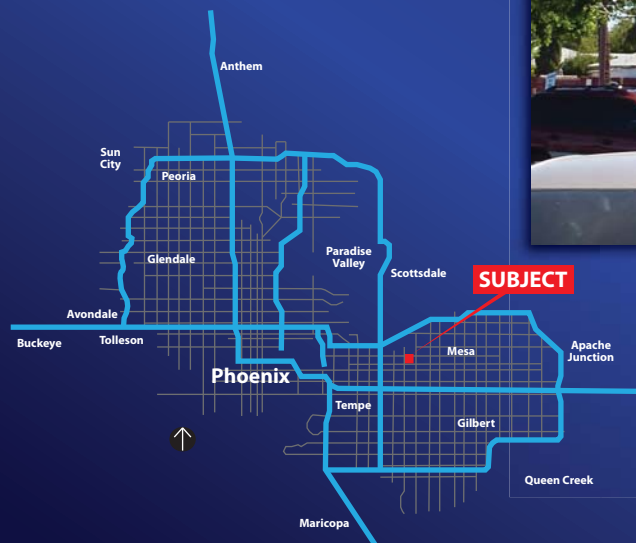 Anthem
Sun
City
Peoria
Glendale
Paradise
Valley
Scottsdale
SUBJECT
Avondale
Buckeye
Tolleson
Phoenix
Mesa
Apache
Junction
Tempe
Gilbert
Queen Creek
Maricopa